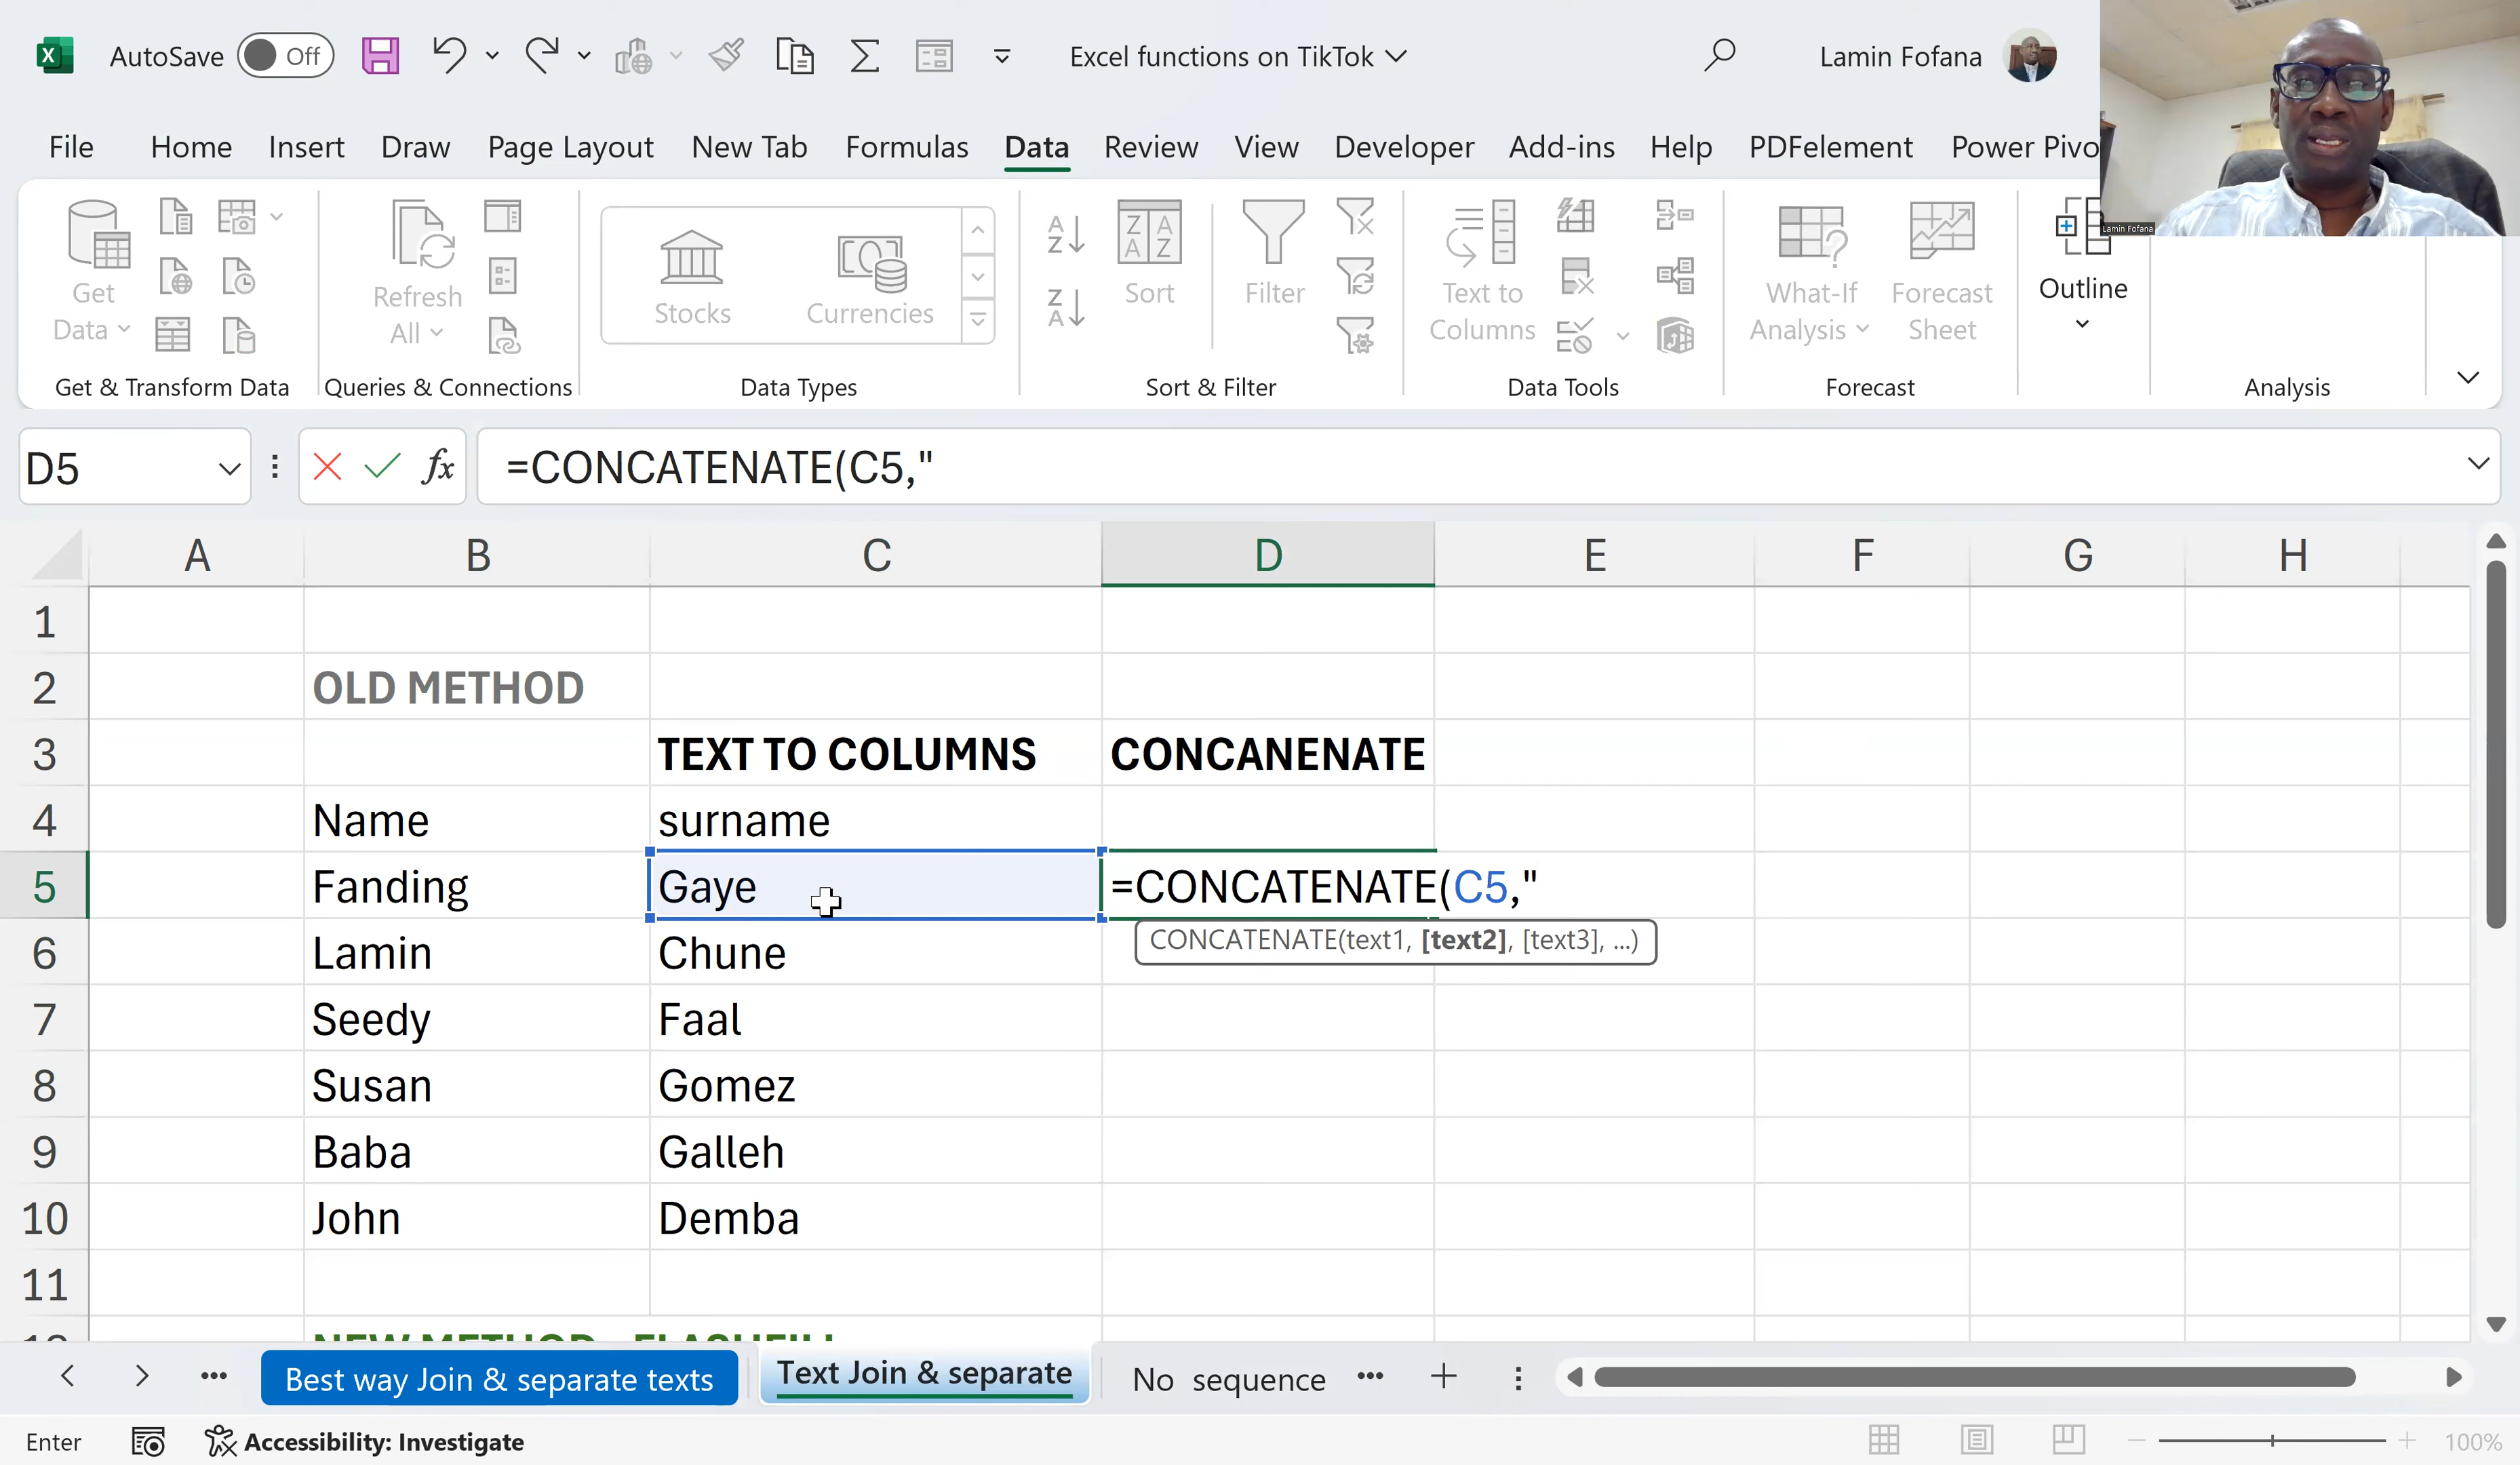 AutoSave Off Excel functions on TikTok Lamin Fofana
File Home Insert Draw Page Layout New Tab Formulas Data Review View Developer Add-ins Help PDFelement Power Pivo
Lamin Fofana
Get Data
Refresh All
Stocks
Currencies
Sort
Filter
Text to Columns
What-If Analysis
Forecast Sheet
Outline
Get & Transform Data Queries & Connections Data Types Sort & Filter Data Tools Forecast Analysis
D5 fx =CONCATENATE(C5,"
A B C D E F G H
1
2 OLD METHOD
3 TEXT TO COLUMNS CONCANENATE
4 Name surname
5 Fanding Gaye =CONCATENATE(C5,"
CONCATENATE(text1, [text2], [text3], ...)
6 Lamin Chune
7 Seedy Faal
8 Susan Gomez
9 Baba Galleh
10 John Demba
11
Best way Join & separate texts Text Join & separate No sequence
Enter Accessibility: Investigate 100%